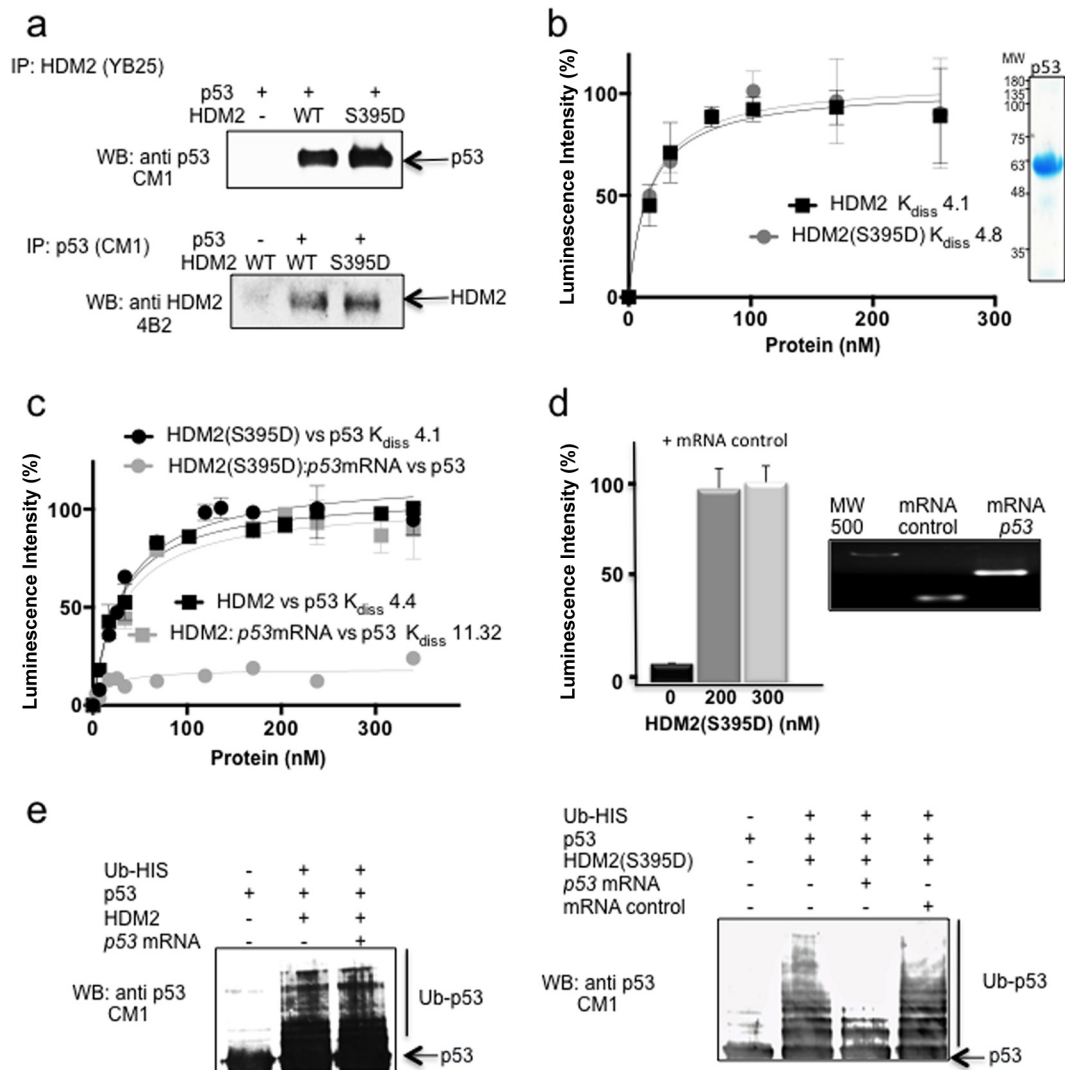 a
IP: HDM2 (YB25)
p53 + + +
HDM2 - WT S395D
WB: anti p53
CM1
p53
IP: p53 (CM1)
p53 - + +
HDM2 WT WT S395D
WB: anti HDM2
4B2
HDM2
b
Luminescence Intensity (%)
100
50
0
0 100 200 300
Protein (nM)
HDM2 Kdiss 4.1
HDM2(S395D) Kdiss 4.8
MW
p53
180
135
100
75
63
48
35
c
HDM2(S395D) vs p53 Kdiss 4.1
HDM2(S395D):p53mRNA vs p53
Luminescence Intensity (%)
100
50
0
HDM2 vs p53 Kdiss 4.4
HDM2: p53mRNA vs p53 Kdiss 11.32
0 100 200 300
Protein (nM)
d
+ mRNA control
Luminescence Intensity (%)
100
50
0
0 200 300
HDM2(S395D) (nM)
MW
500
mRNA
control
mRNA
p53
e
Ub-HIS - + +
p53 + + +
HDM2 - + +
p53 mRNA - - +
WB: anti p53
CM1
Ub-p53
p53
Ub-HIS - + + +
p53 + + + +
HDM2(S395D) - + + +
p53 mRNA - - + -
mRNA control - - - +
WB: anti p53
CM1
Ub-p53
p53